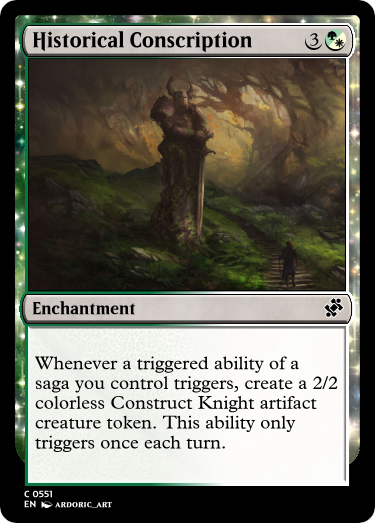 Historical Conscription 3
Enchantment
Whenever a triggered ability of a
saga you control triggers, create a 2/2
colorless Construct Knight artifact
creature token. This ability only
triggers once each turn.
C 0551
EN ARDORIC_ART